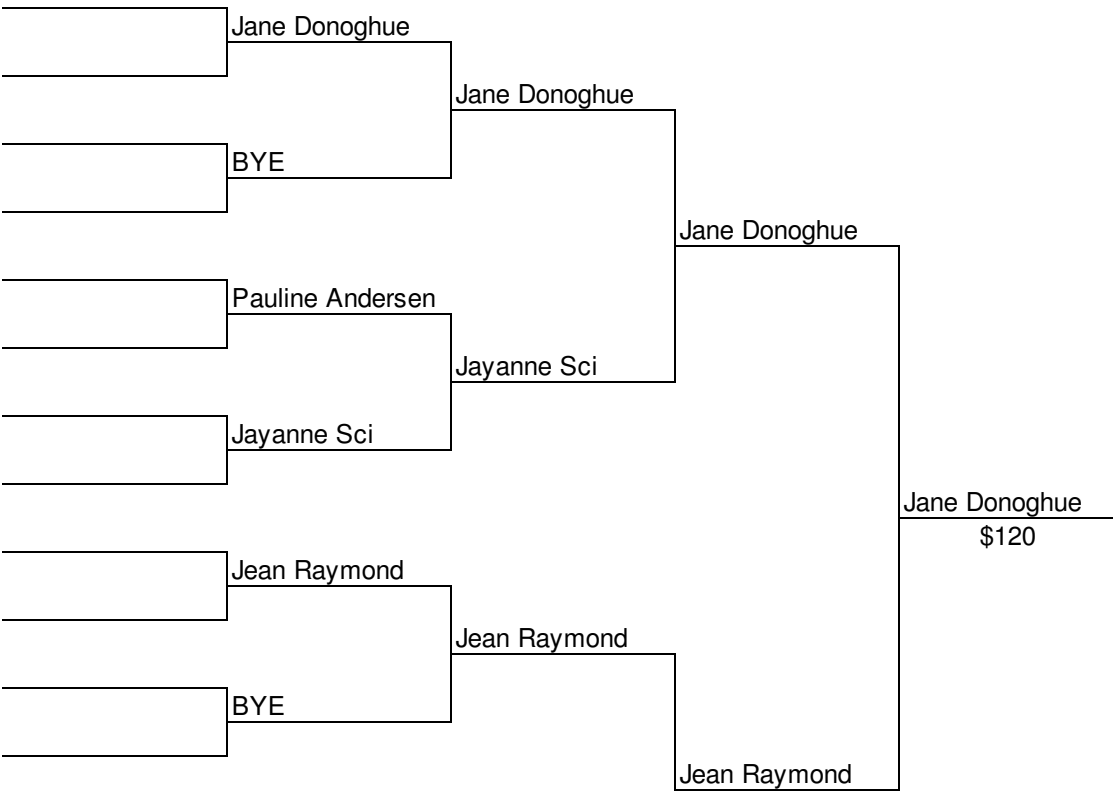 Jane Donoghue
Jane Donoghue
BYE
Jane Donoghue
Pauline Andersen
Jayanne Sci
Jayanne Sci
Jane Donoghue
$120
Jean Raymond
Jean Raymond
BYE
Jean Raymond